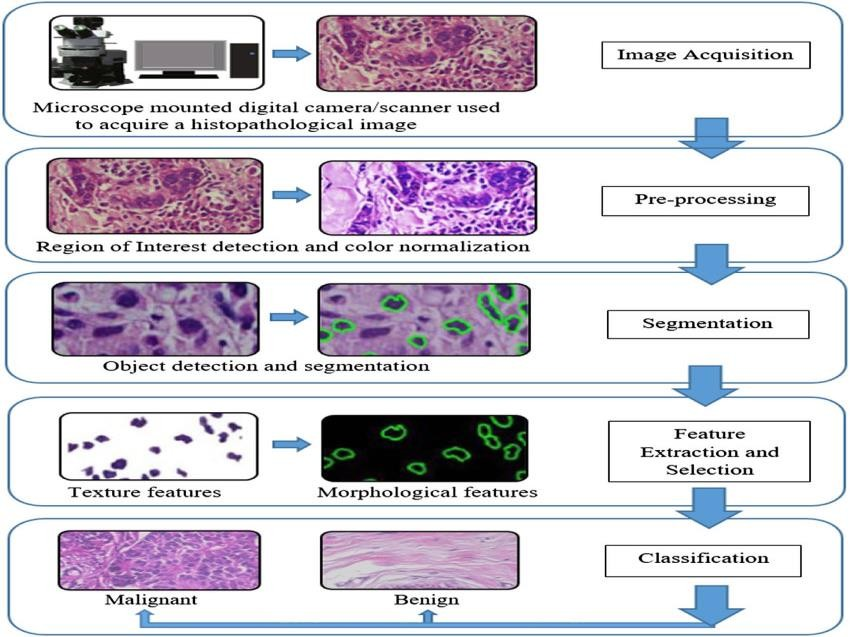 Image Acquisition
Microscope mounted digital camera/scanner used
to acquire a histopathological image
Pre-processing
Region of Interest detection and color normalization
Segmentation
Object detection and segmentation
Feature
Extraction and
Selection
Texture features
Morphological features
Classification
Malignant
Benign